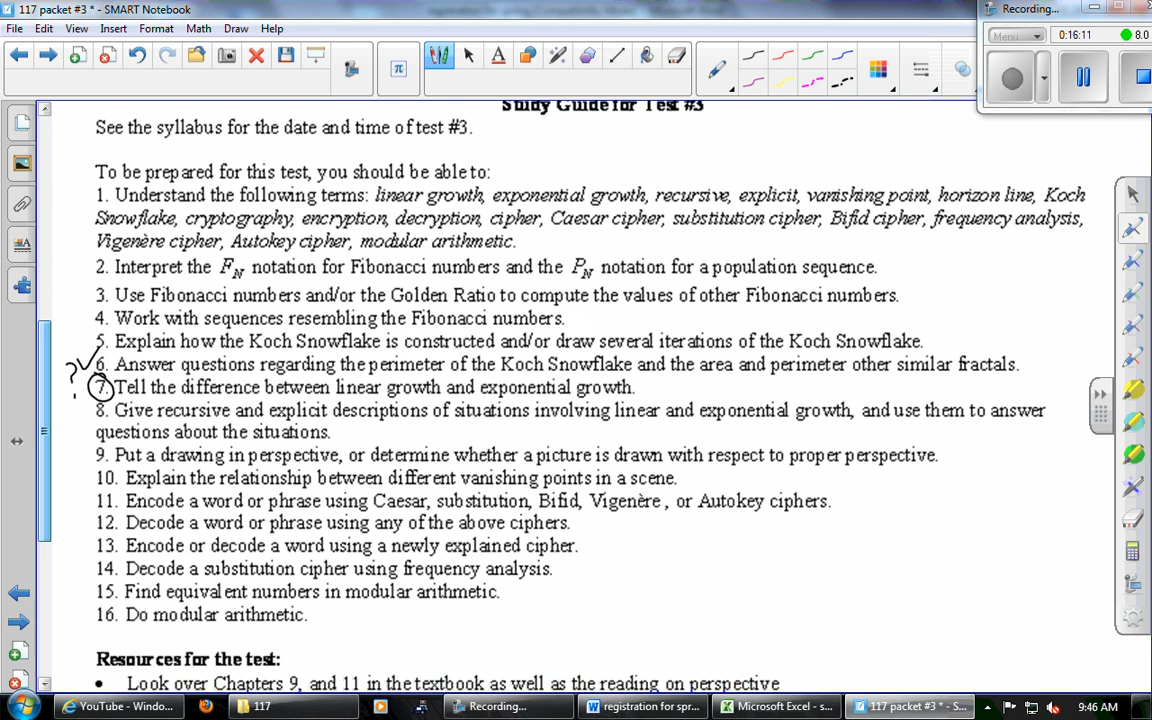 117 packet #3 * - SMART Notebook
Recording...
File Edit View Insert Format Math Draw Help
Menu
0:16:11
8.0
π
A
Study Guide for Test #3
See the syllabus for the date and time of test #3.
To be prepared for this test, you should be able to:
1. Understand the following terms: linear growth, exponential growth, recursive, explicit, vanishing point, horizon line, Koch
Snowflake, cryptography, encryption, decryption, cipher, Caesar cipher, substitution cipher, Bifid cipher, frequency analysis,
Vigenère cipher, Autokey cipher, modular arithmetic.
2. Interpret the F_N notation for Fibonacci numbers and the P_N notation for a population sequence.
3. Use Fibonacci numbers and/or the Golden Ratio to compute the values of other Fibonacci numbers.
4. Work with sequences resembling the Fibonacci numbers.
5. Explain how the Koch Snowflake is constructed and/or draw several iterations of the Koch Snowflake.
6. Answer questions regarding the perimeter of the Koch Snowflake and the area and perimeter other similar fractals.
? 7. Tell the difference between linear growth and exponential growth.
8. Give recursive and explicit descriptions of situations involving linear and exponential growth, and use them to answer
questions about the situations.
9. Put a drawing in perspective, or determine whether a picture is drawn with respect to proper perspective.
10. Explain the relationship between different vanishing points in a scene.
11. Encode a word or phrase using Caesar, substitution, Bifid, Vigenère , or Autokey ciphers.
12. Decode a word or phrase using any of the above ciphers.
13. Encode or decode a word using a newly explained cipher.
14. Decode a substitution cipher using frequency analysis.
15. Find equivalent numbers in modular arithmetic.
16. Do modular arithmetic.
Resources for the test:
• Look over Chapters 9, and 11 in the textbook as well as the reading on perspective
YouTube - Windo... 117 Recording... registration for spr... Microsoft Excel - s... 117 packet #3 * - S... 9:46 AM